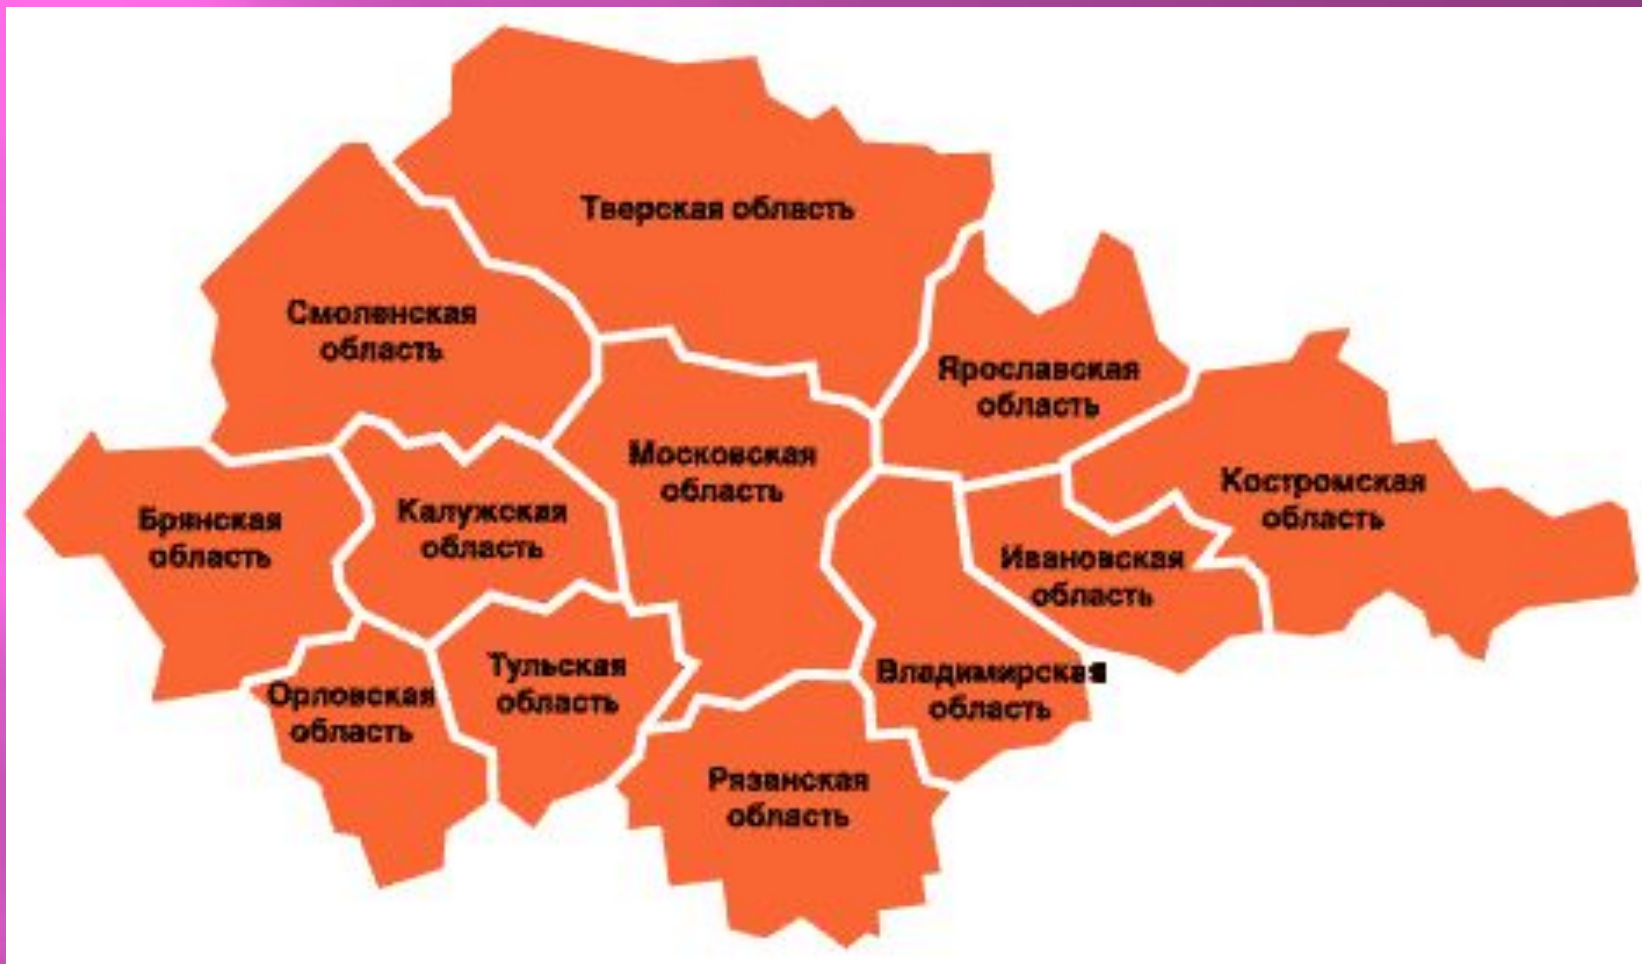 Тверская область
Смоленская
область
Ярославская
область
Московская
область
Костромская
область
Калужская
область
Брянская
область
Ивановская
область
Тульская
область
Владимирская
область
Орловская
область
Рязанская
область